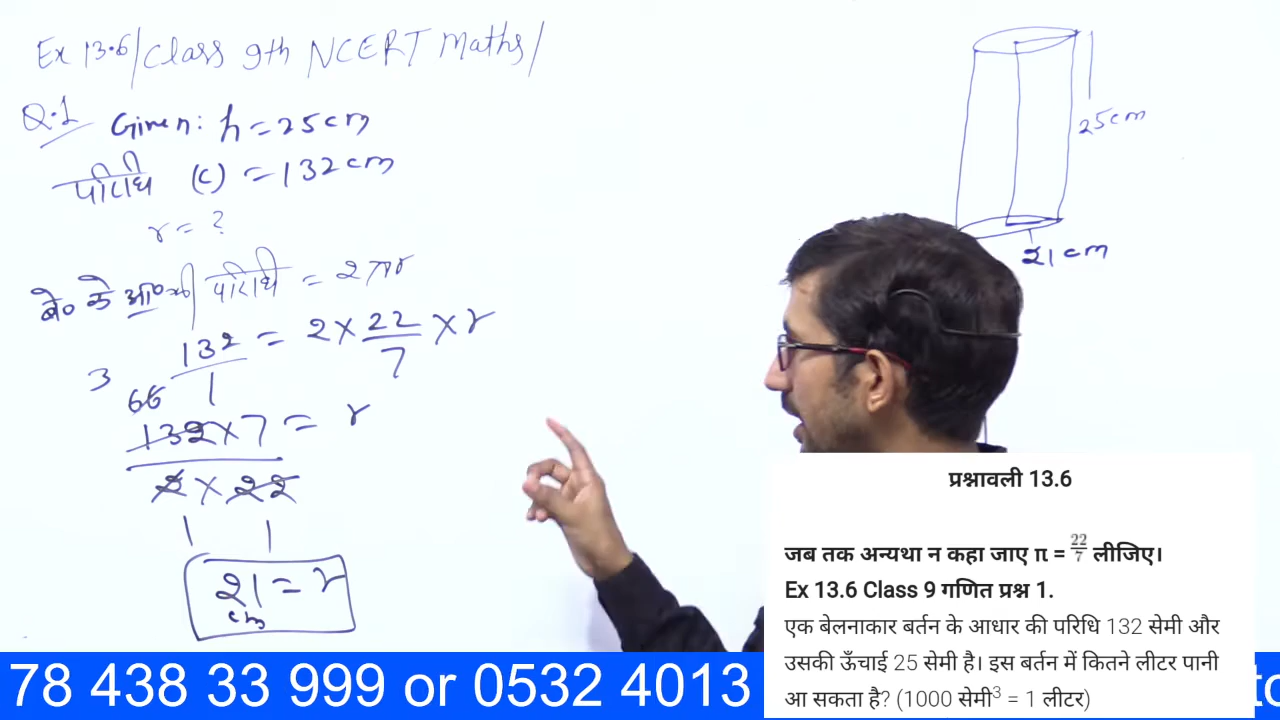 Ex 13.6/Class 9th NCERT Maths/
Q.1 Given: h = 25 cm
परिधि (c) = 132 cm
r = ?
बे० के आ० की परिधि = 2πr
132/1 = 2 × 22/7 × r
3
66
132 × 7 = r
2 × 22
1 1
21 = r
cm
25 cm
21 cm
प्रश्नावली 13.6
जब तक अन्यथा न कहा जाए π = 22/7 लीजिए।
Ex 13.6 Class 9 गणित प्रश्न 1.
एक बेलनाकार बर्तन के आधार की परिधि 132 सेमी और
उसकी ऊँचाई 25 सेमी है। इस बर्तन में कितने लीटर पानी
आ सकता है? (1000 सेमी³ = 1 लीटर)
78 438 33 999 or 0532 4013